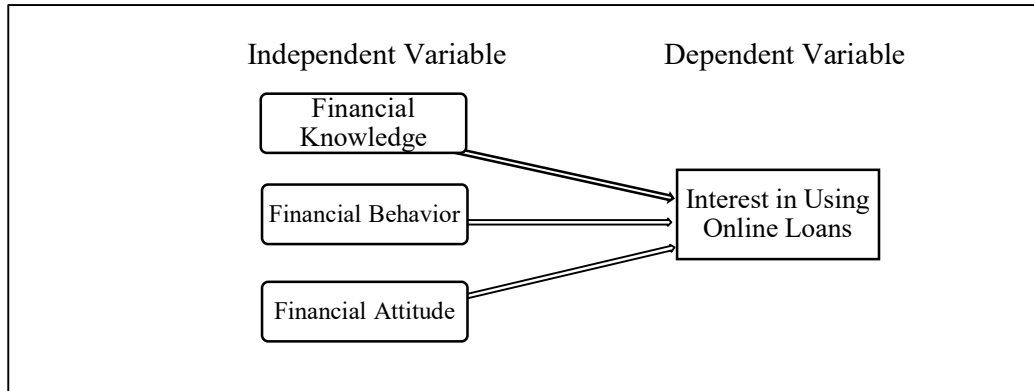 Independent Variable
Dependent Variable
Financial
Knowledge
Financial Behavior
Financial Attitude
Interest in Using
Online Loans